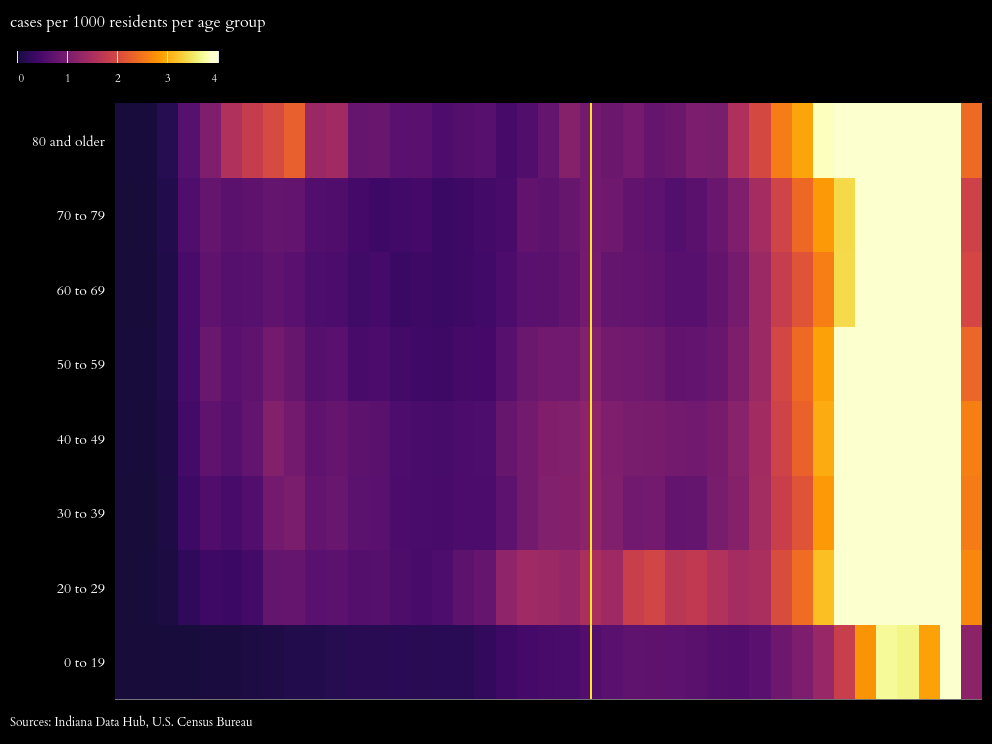 cases per 1000 residents per age group
0 1 2 3 4
80 and older
70 to 79
60 to 69
50 to 59
40 to 49
30 to 39
20 to 29
0 to 19
Sources: Indiana Data Hub, U.S. Census Bureau